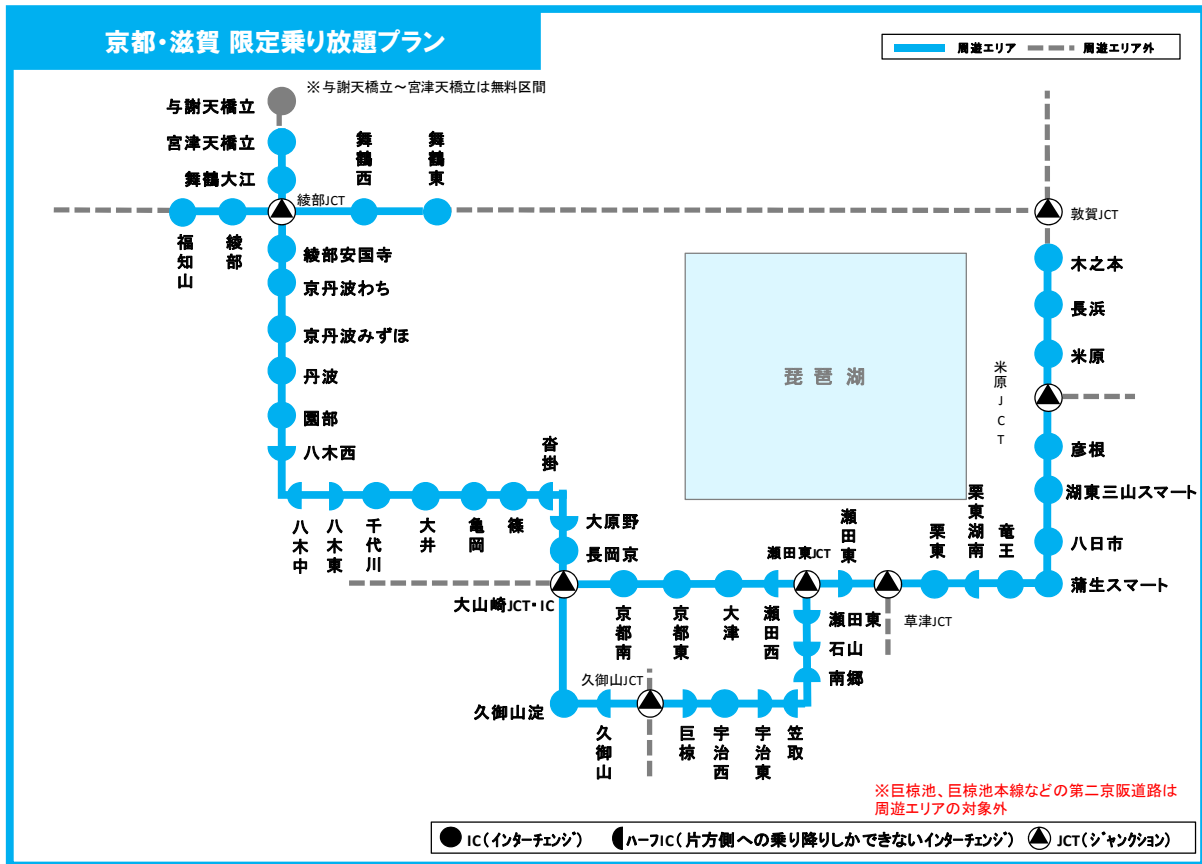 京都・滋賀 限定乗り放題プラン
周遊エリア
周遊エリア外
※与謝天橋立～宮津天橋立は無料区間
与謝天橋立
宮津天橋立
舞鶴大江
舞鶴西
舞鶴東
綾部JCT
福知山
綾部
綾部安国寺
京丹波わち
京丹波みずほ
丹波
園部
八木西
八木中
八木東
千代川
大井
亀岡
篠
沓掛
大原野
長岡京
大山崎JCT・IC
京都南
京都東
大津
瀬田西
瀬田東JCT
瀬田東
瀬田東
石山
南郷
草津JCT
栗東
栗東湖南
竜王
蒲生スマート
八日市
湖東三山スマート
彦根
米原JCT
米原
長浜
木之本
敦賀JCT
琵琶湖
久御山淀
久御山
久御山JCT
巨椋
宇治西
宇治東
笠取
※巨椋池、巨椋池本線などの第二京阪道路は
周遊エリアの対象外
IC(インターチェンジ)
ハーフIC(片方側への乗り降りしかできないインターチェンジ)
JCT(ジャンクション)